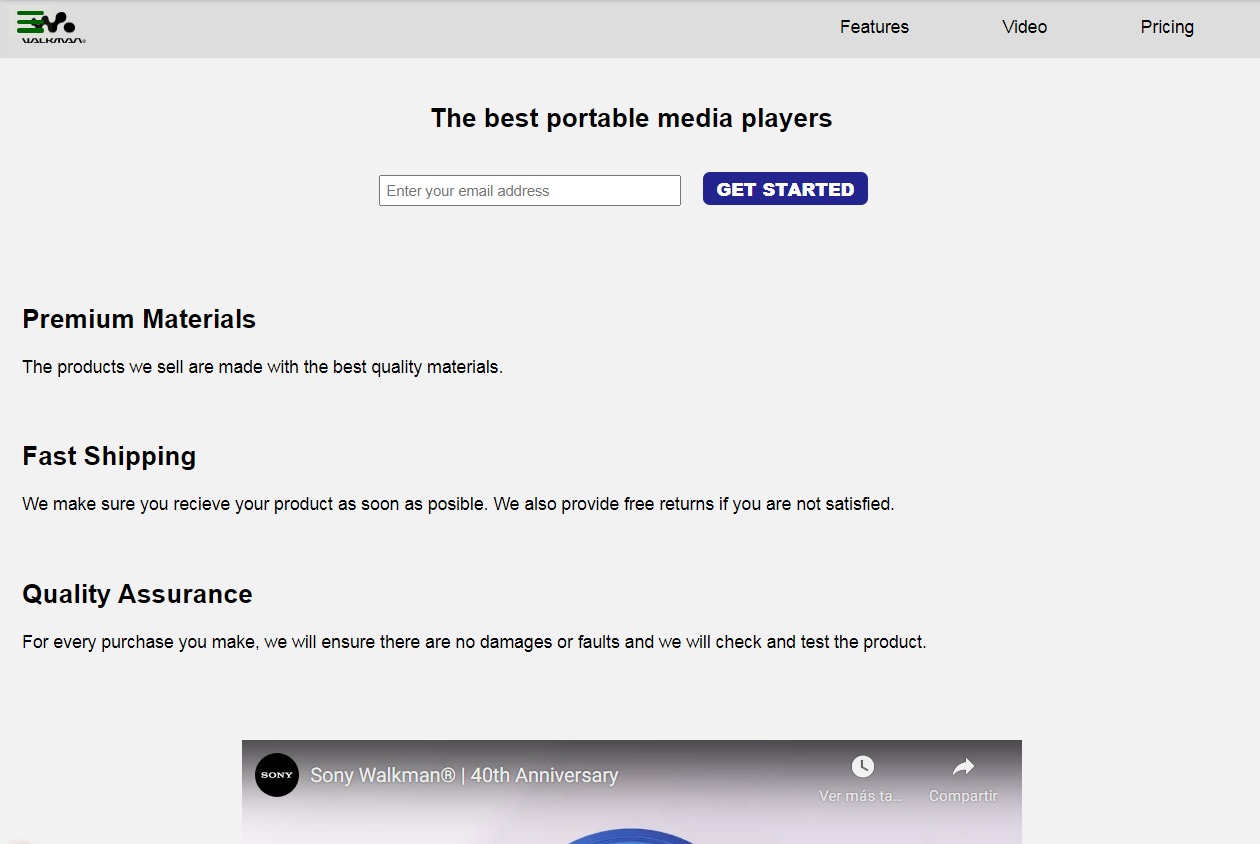 WALKMAN®
Features Video Pricing
The best portable media players
Enter your email address GET STARTED
Premium Materials
The products we sell are made with the best quality materials.
Fast Shipping
We make sure you recieve your product as soon as posible. We also provide free returns if you are not satisfied.
Quality Assurance
For every purchase you make, we will ensure there are no damages or faults and we will check and test the product.
SONY Sony Walkman® | 40th Anniversary
Ver más ta... Compartir